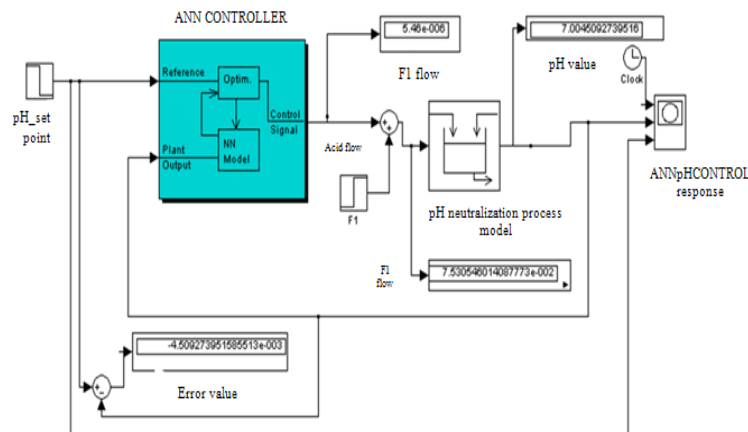 ANN CONTROLLER
Reference
Optim.
Control
Signal
NN
Model
Plant
Output
pH_set
point
5.46e-006
F1 flow
7.0045092739516
pH value
Clock
Acid flow
+
+
F1
pH neutralization process
model
ANNpHCONTROL
response
F1
flow
7.530546014087773e-002
-4.509273951585513e-003
+
-
Error value